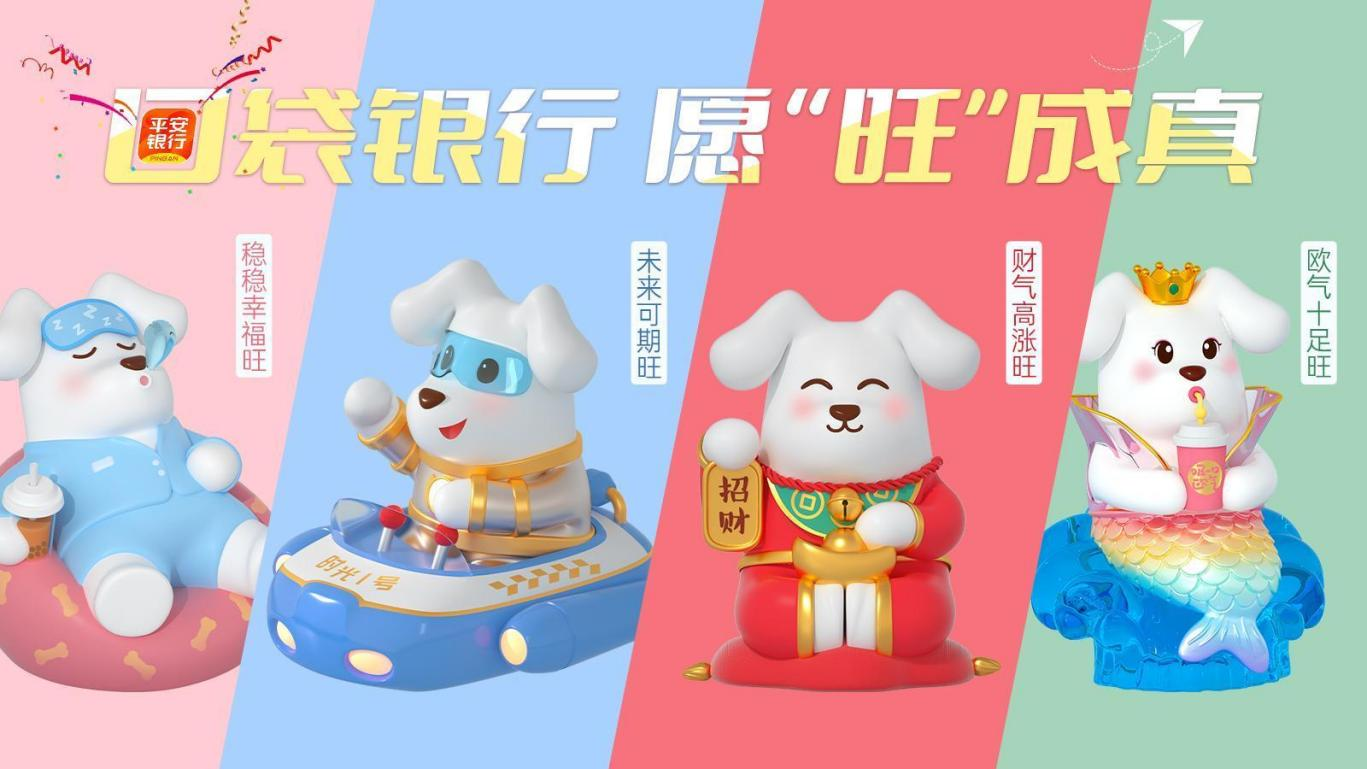 口袋银行 愿“旺”成真
平安
银行
PINGAN
稳稳幸福旺
未来可期旺
财气高涨旺
欧气十足旺
z z z z
时光1号
招
财